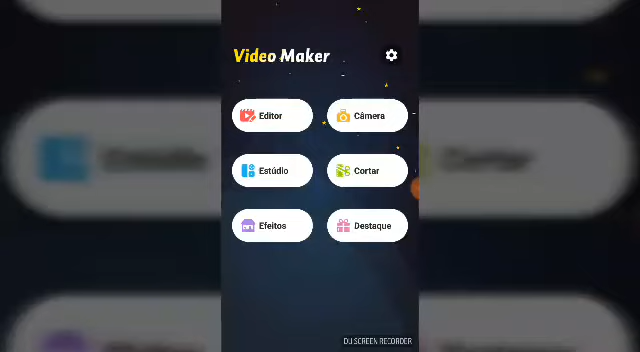 Video Maker
Editor
Câmera
Estúdio
Cortar
Efeitos
Destaque
DU SCREEN RECORDER